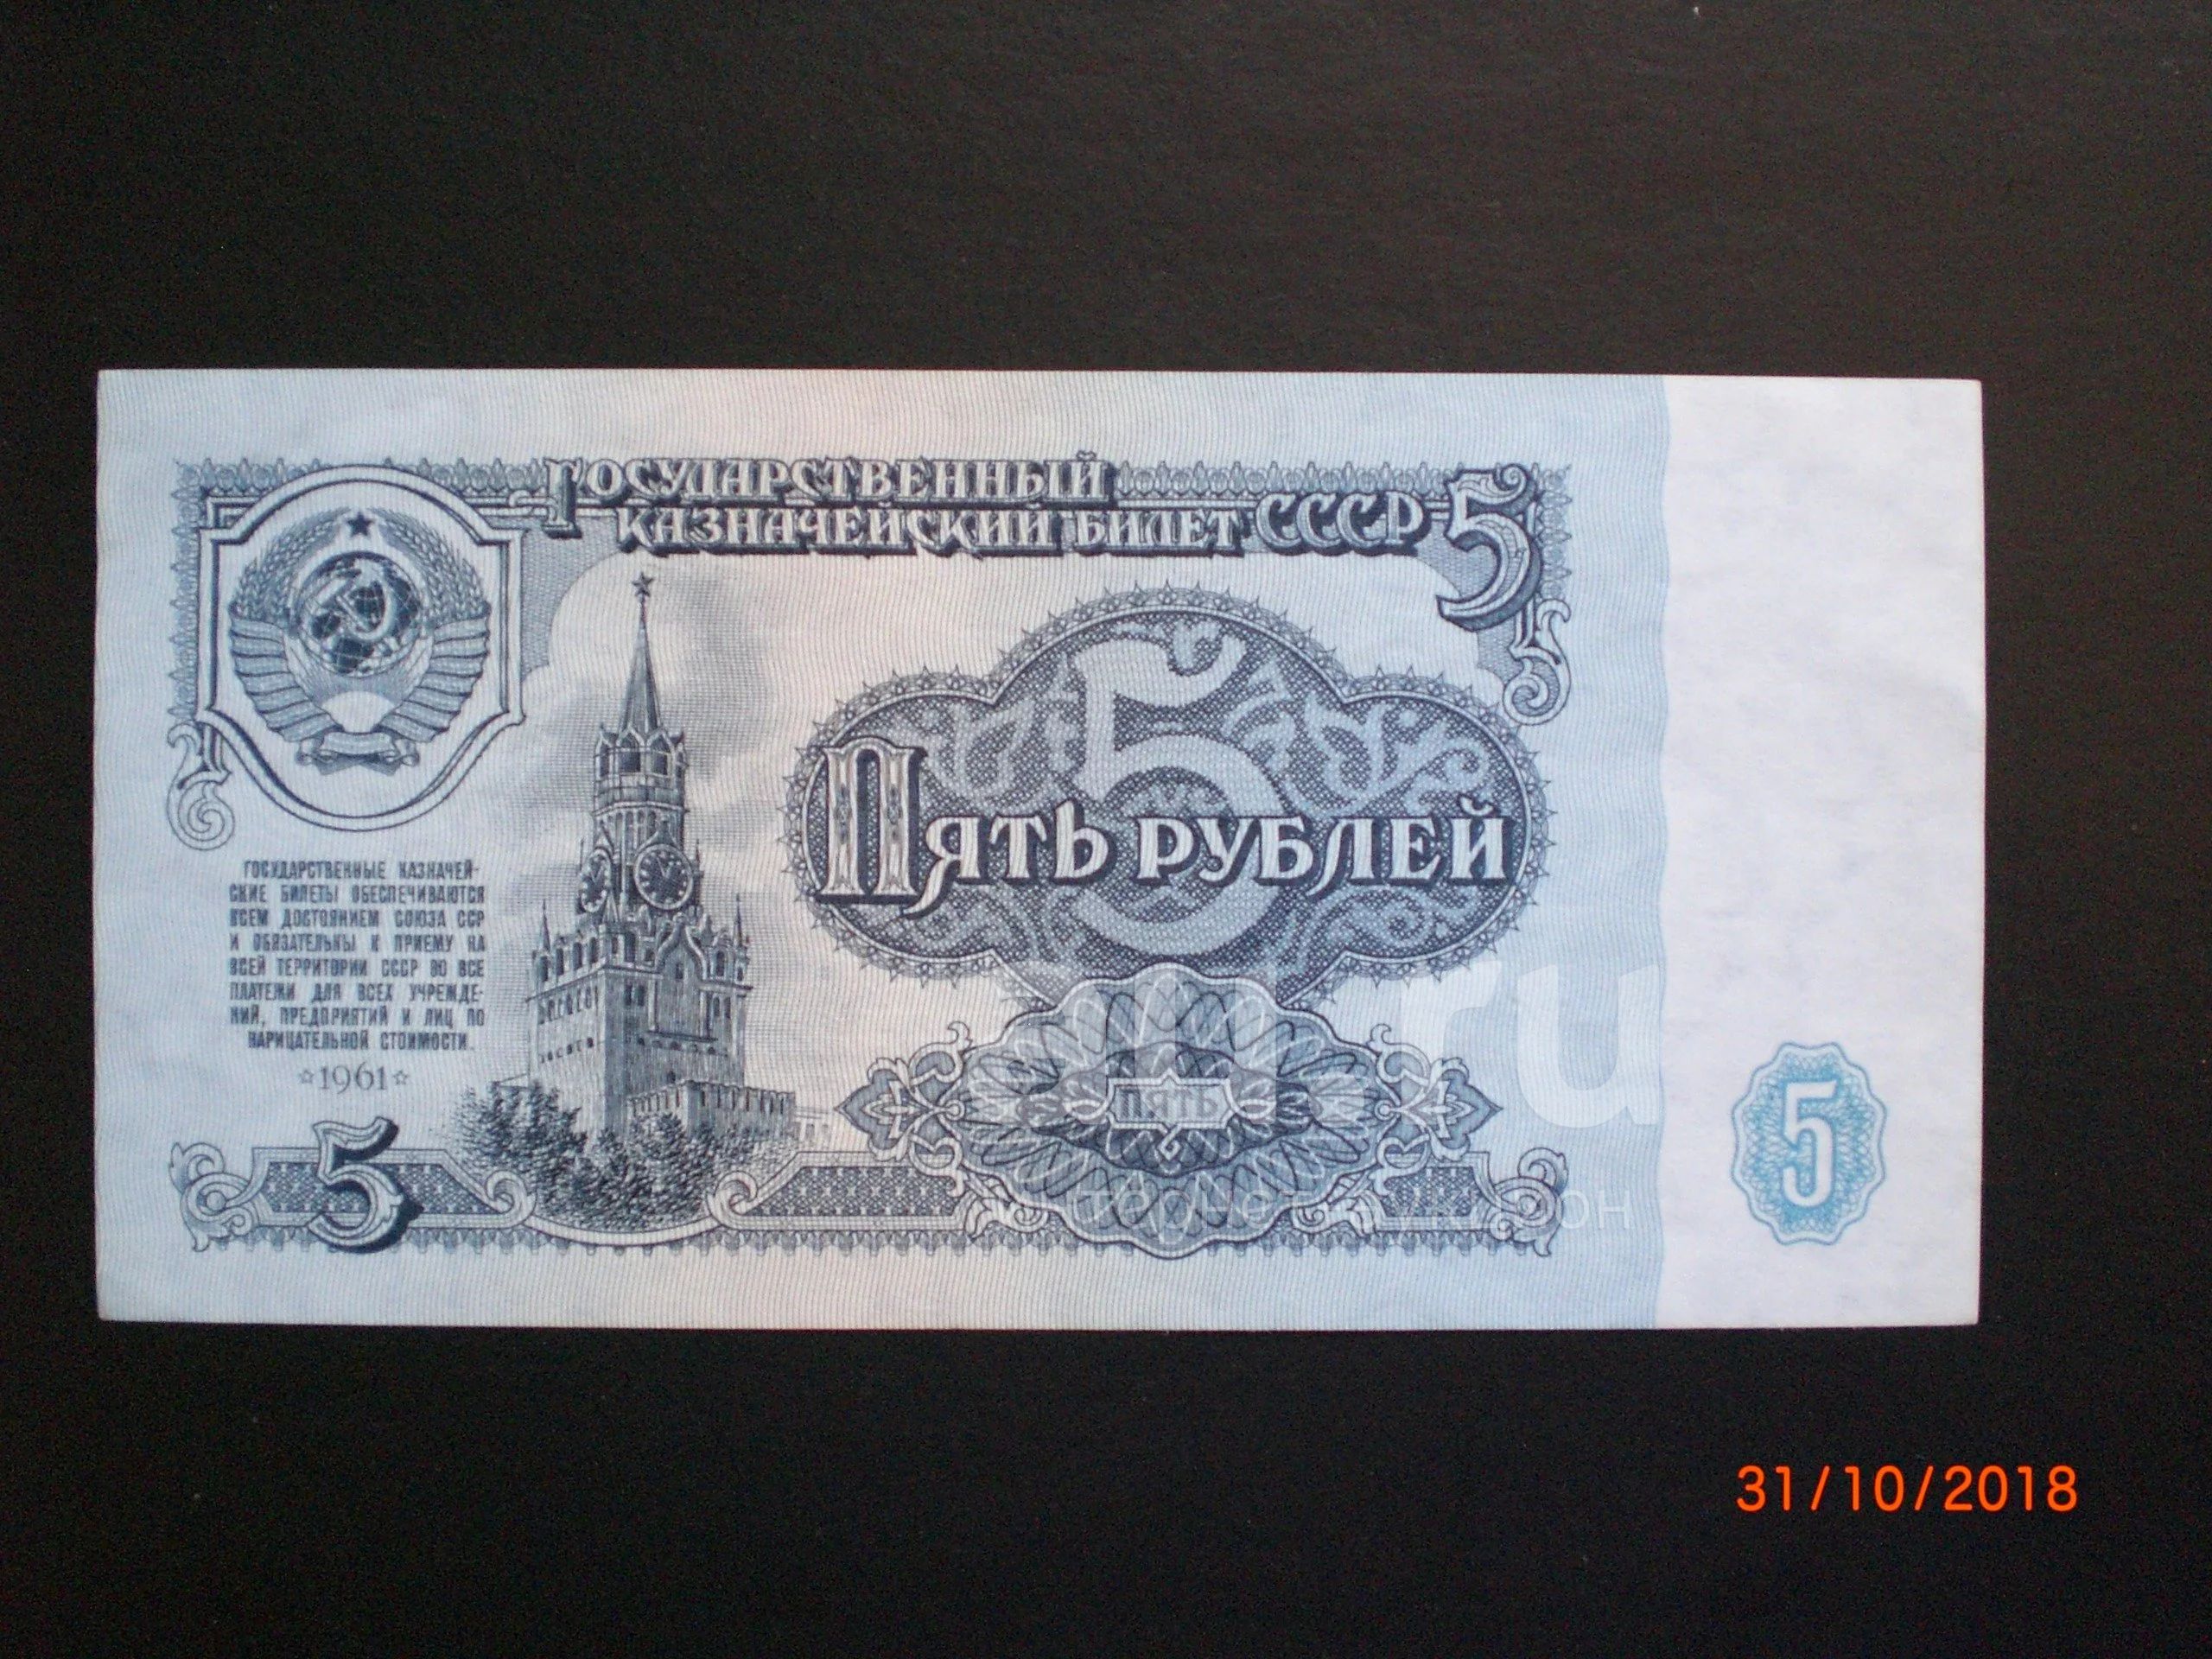 ГОСУДАРСТВЕННЫЙ
КАЗНАЧЕЙСКИЙ БИЛЕТ СССР 5
5
ПЯТЬ РУБЛЕЙ
ГОСУДАРСТВЕННЫЕ КАЗНАЧЕЙ-
СКИЕ БИЛЕТЫ ОБЕСПЕЧИВАЮТСЯ
ВСЕМ ДОСТОЯНИЕМ СОЮЗА ССР
И ОБЯЗАТЕЛЬНЫ К ПРИЕМУ НА
ВСЕЙ ТЕРРИТОРИИ СССР ВО ВСЕ
ПЛАТЕЖИ ДЛЯ ВСЕХ УЧРЕЖДЕ-
НИЙ, ПРЕДПРИЯТИЙ И ЛИЦ ПО
НАРИЦАТЕЛЬНОЙ СТОИМОСТИ.
☆1961☆
5
ПЯТЬ
5
ru
31/10/2018